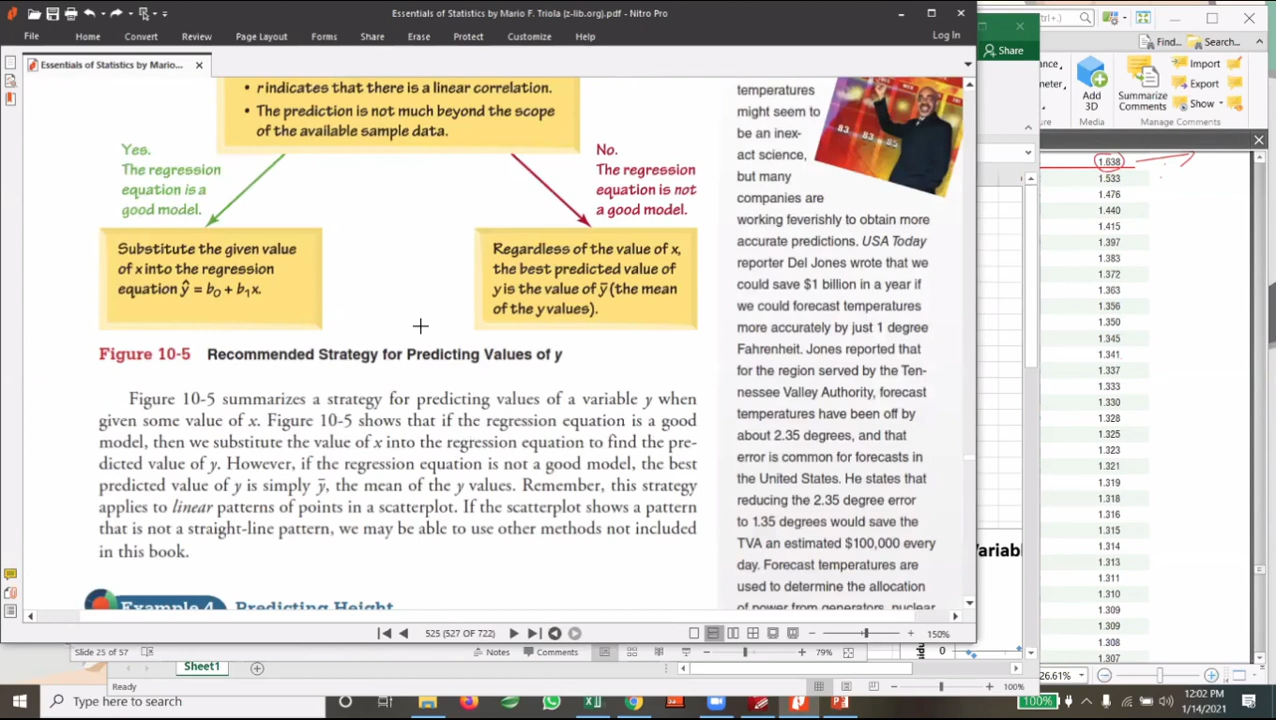 Essentials of Statistics by Mario F. Triola (z-lib.org).pdf - Nitro Pro
File Home Convert Review Page Layout Share Erase Customize Help
Log In
Essentials of Statistics by Mario...
r indicates that there is a linear correlation.
• The prediction is not much beyond the scope
of the available sample data.
Yes.
The regression
equation is a
good model.
No.
The regression
equation is not
a good model.
Substitute the given value
of x into the regression
equation ŷ = b₀ + b₁x.
Regardless of the value of x,
the best predicted value of
y is the value of ȳ (the mean
of the y values).
Figure 10-5 Recommended Strategy for Predicting Values of y
Figure 10-5 summarizes a strategy for predicting values of a variable y when
given some value of x. Figure 10-5 shows that if the regression equation is a good
model, then we substitute the value of x into the regression equation to find the pre-
dicted value of y. However, if the regression equation is not a good model, the best
predicted value of y is simply ȳ, the mean of the y values. Remember, this strategy
applies to linear patterns of points in a scatterplot. If the scatterplot shows a pattern
that is not a straight-line pattern, we may be able to use other methods not included
in this book.
Example 4 Predicting Height
temperatures
might seem to
be an inex-
act science,
but many
companies are
working feverishly to obtain more
accurate predictions. USA Today
reporter Del Jones wrote that we
could save $1 billion in a year if
we could forecast temperatures
more accurately by just 1 degree
Fahrenheit. Jones reported that
for the region served by the Ten-
nessee Valley Authority, forecast
temperatures have been off by
about 2.35 degrees, and that
error is common for forecasts in
the United States. He states that
reducing the 2.35 degree error
to 1.35 degrees would save the
TVA an estimated $100,000 every
day. Forecast temperatures are
used to determine the allocation
of power from generators, nuclear
83 83 85
525 (527 OF 722)
150%
Share
Find...
Search...
Add
3D
Media
Summarize
Comments
Import
Export
Show
Manage Comments
1.638
1.533
1.476
1.440
1.415
1.397
1.383
1.372
1.363
1.356
1.350
1.345
1.341
1.337
1.333
1.330
1.328
1.325
1.323
1.321
1.319
1.318
1.316
1.315
1.314
1.313
1.311
1.310
1.309
1.309
1.308
1.307
Variabl
0
Slide 25 of 57
Notes
Comments
79%
Sheet1
Ready
100%
26.61%
Type here to search
100%
12:02 PM
1/14/2021